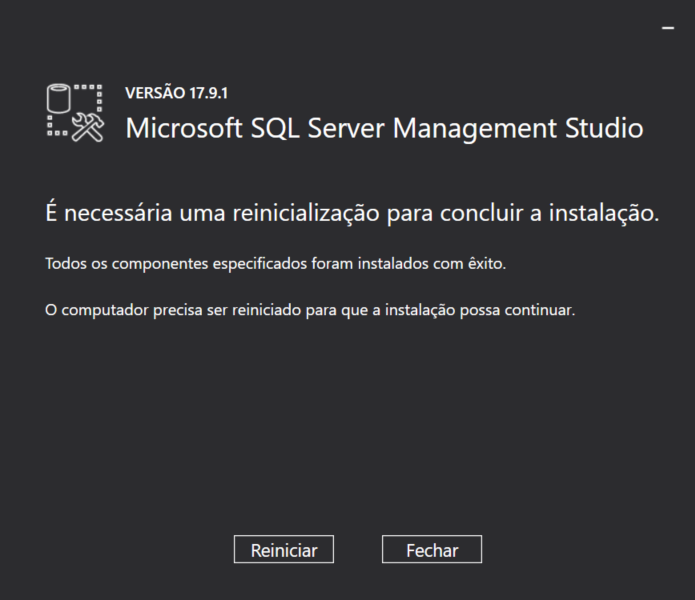 VERSÃO 17.9.1
Microsoft SQL Server Management Studio
É necessária uma reinicialização para concluir a instalação.
Todos os componentes especificados foram instalados com êxito.
O computador precisa ser reiniciado para que a instalação possa continuar.
Reiniciar
Fechar